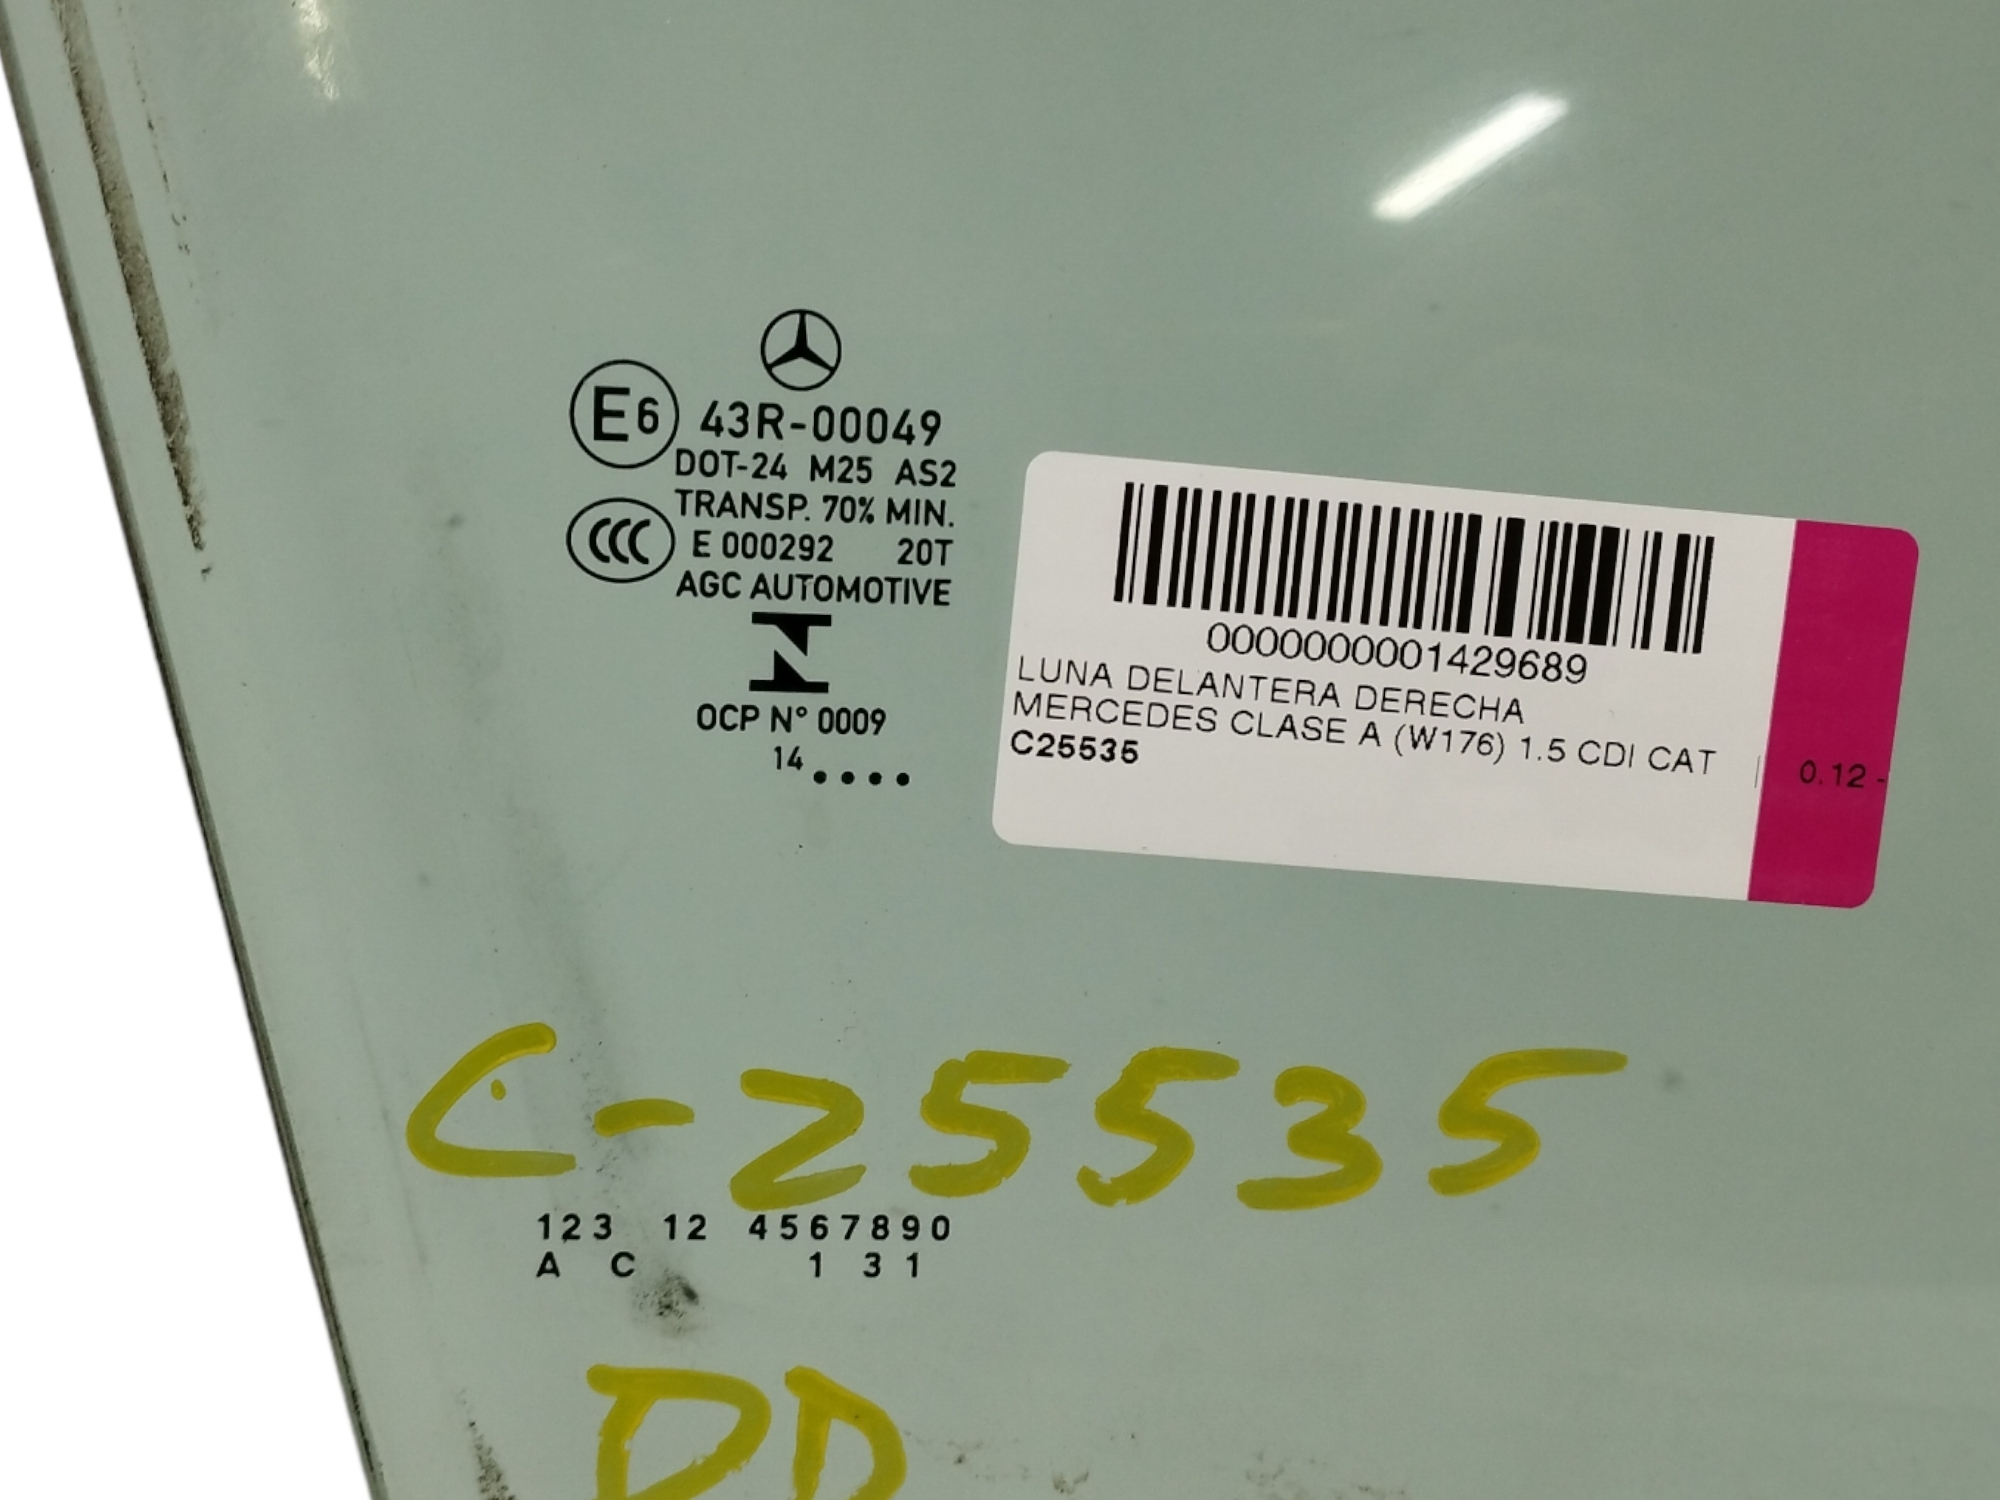 E6 43R-00049
DOT-24 M25 AS2
TRANSP. 70% MIN.
CCC E 000292 20T
AGC AUTOMOTIVE
OCP N° 0009
14 ....
0000000001429689
LUNA DELANTERA DERECHA
MERCEDES CLASE A (W176) 1.5 CDI CAT
C25535
0.12 -
C-25535
123 12 4567890
A C 1 3 1
DD